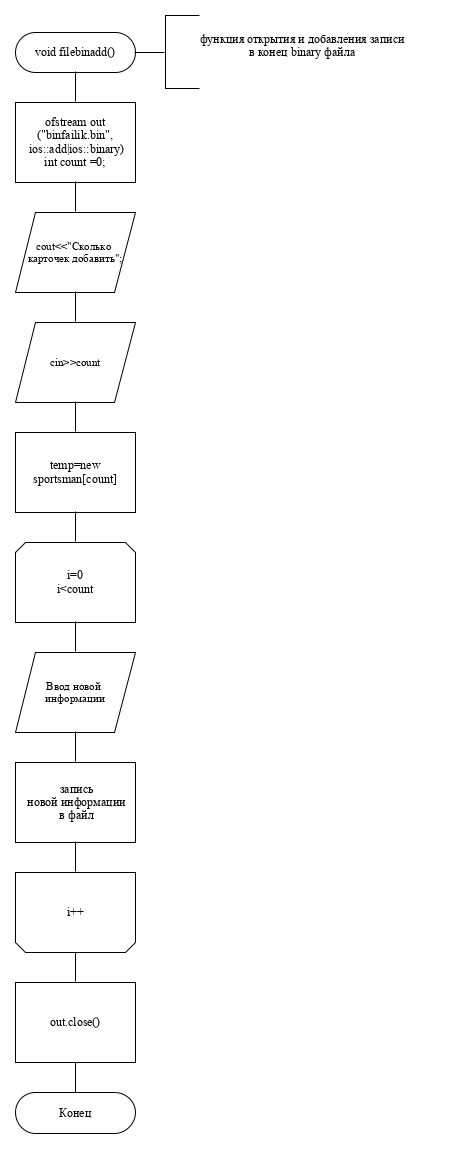 void filebinadd()
функция открытия и добавления записи
в конец binary файла
ofstream out
("binfailik.bin",
ios::add|ios::binary)
int count =0;
cout<<"Сколько
карточек добавить";
cin>>count
temp=new
sportsman[count]
i=0
i<count
Ввод новой
информации
запись
новой информации
в файл
i++
out.close()
Конец